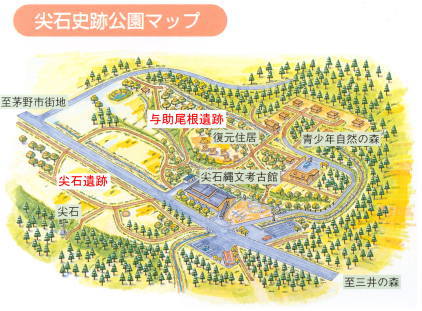 尖石史跡公園マップ
至茅野市街地
与助尾根遺跡
復元住居
青少年自然の森
尖石遺跡
尖石縄文考古館
尖石
至三井の森